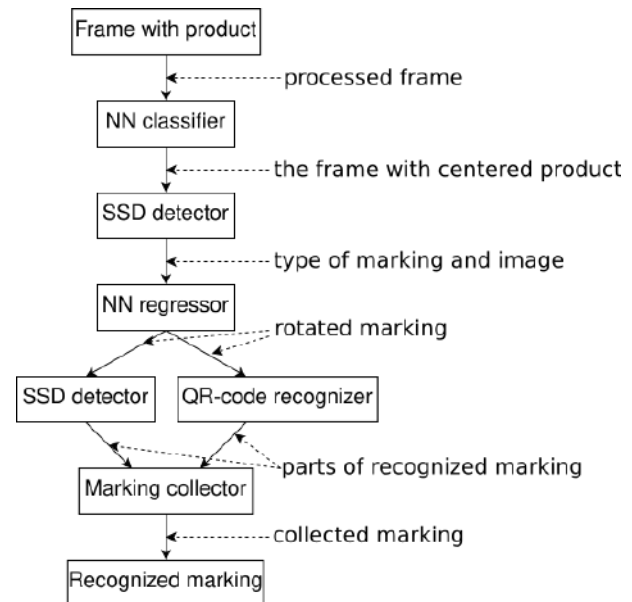 Frame with product
processed frame
NN classifier
the frame with centered product
SSD detector
type of marking and image
NN regressor
rotated marking
SSD detector
QR-code recognizer
parts of recognized marking
Marking collector
collected marking
Recognized marking